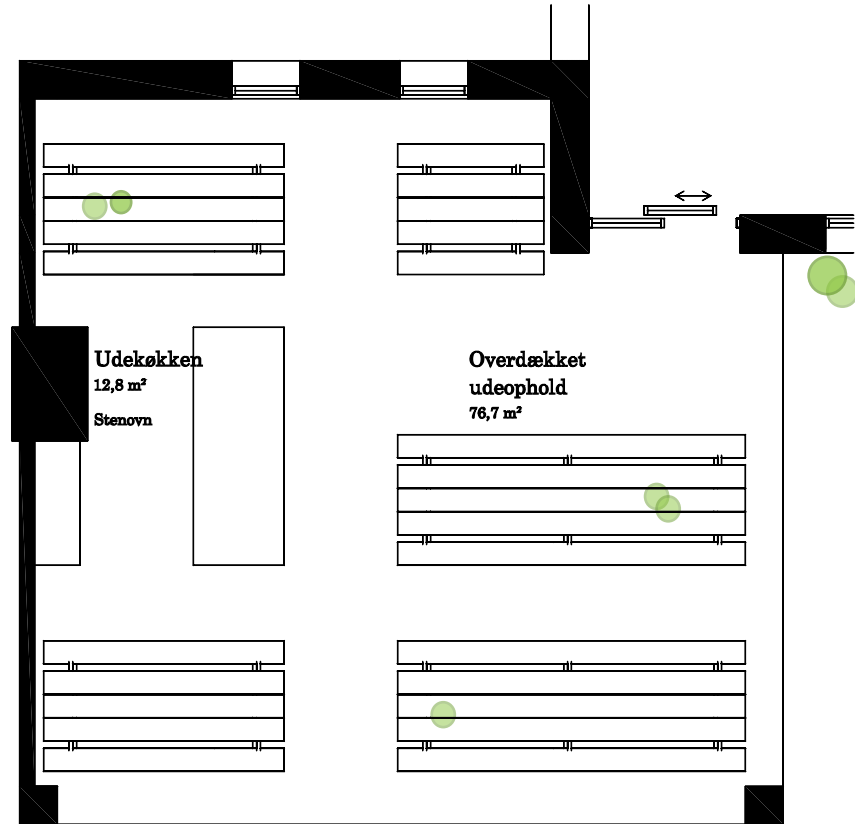 Udekøkken
12,8 m²
Stenovn
Overdækket
udeophold
76,7 m²